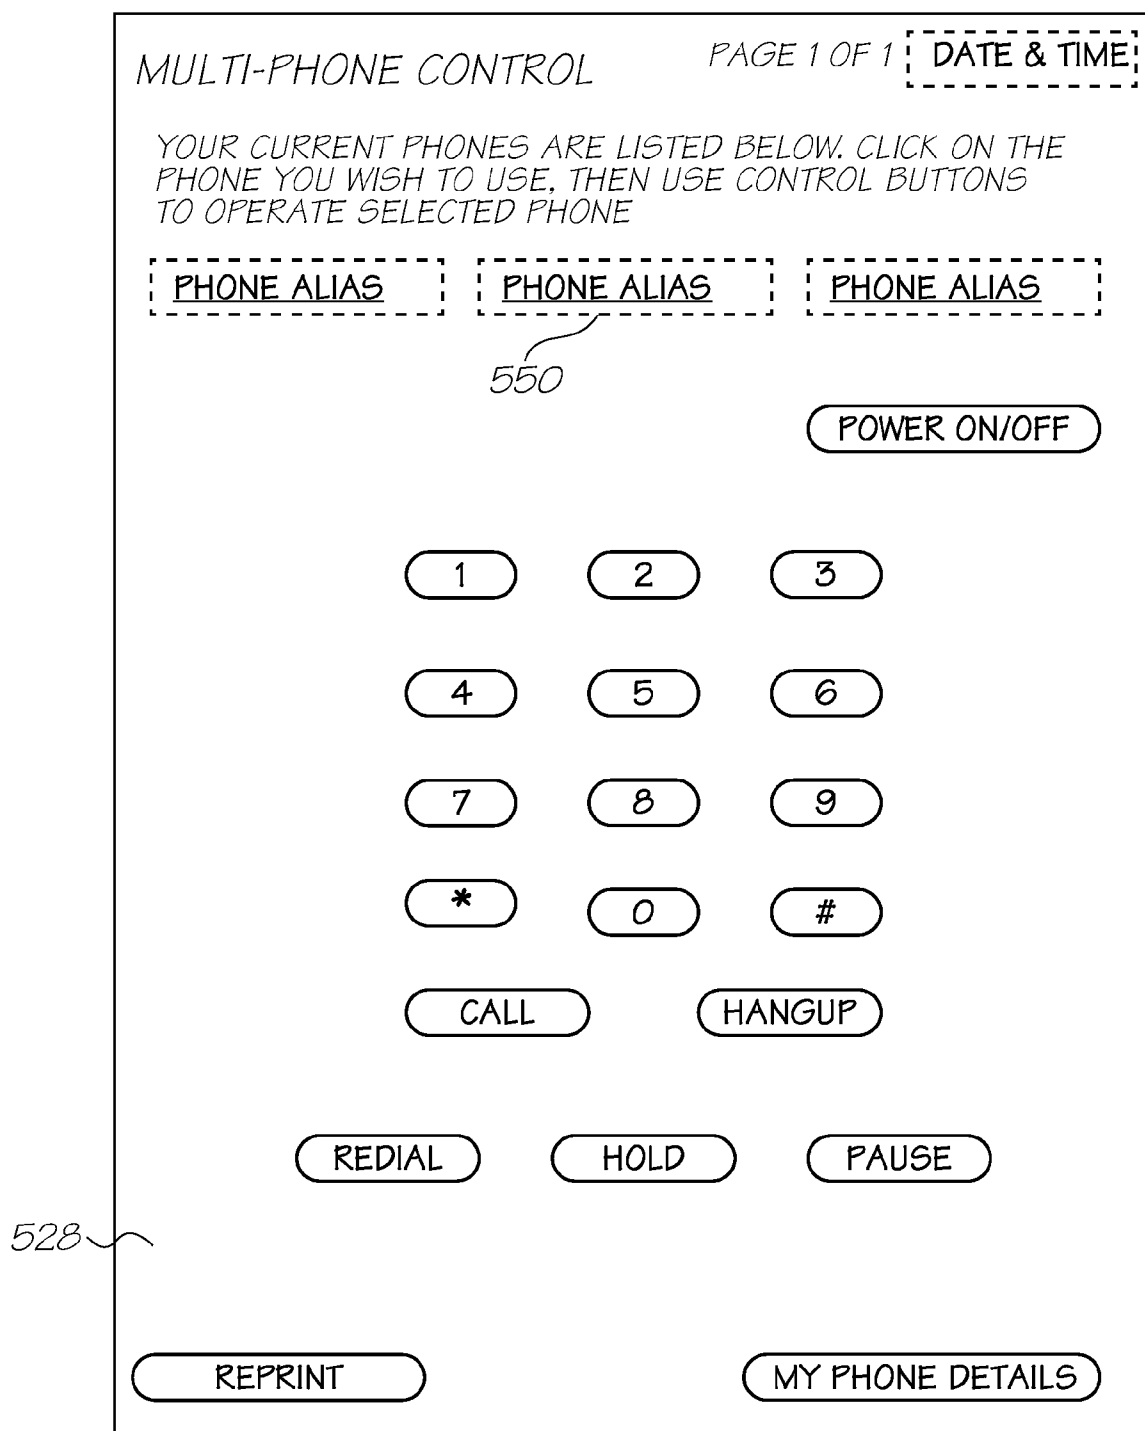 MULTI-PHONE CONTROL
PAGE 1 OF 1
DATE & TIME
YOUR CURRENT PHONES ARE LISTED BELOW. CLICK ON THE
PHONE YOU WISH TO USE, THEN USE CONTROL BUTTONS
TO OPERATE SELECTED PHONE
PHONE ALIAS PHONE ALIAS PHONE ALIAS
550
POWER ON/OFF
1 2 3
4 5 6
7 8 9
* 0 #
CALL HANGUP
REDIAL HOLD PAUSE
528
REPRINT MY PHONE DETAILS